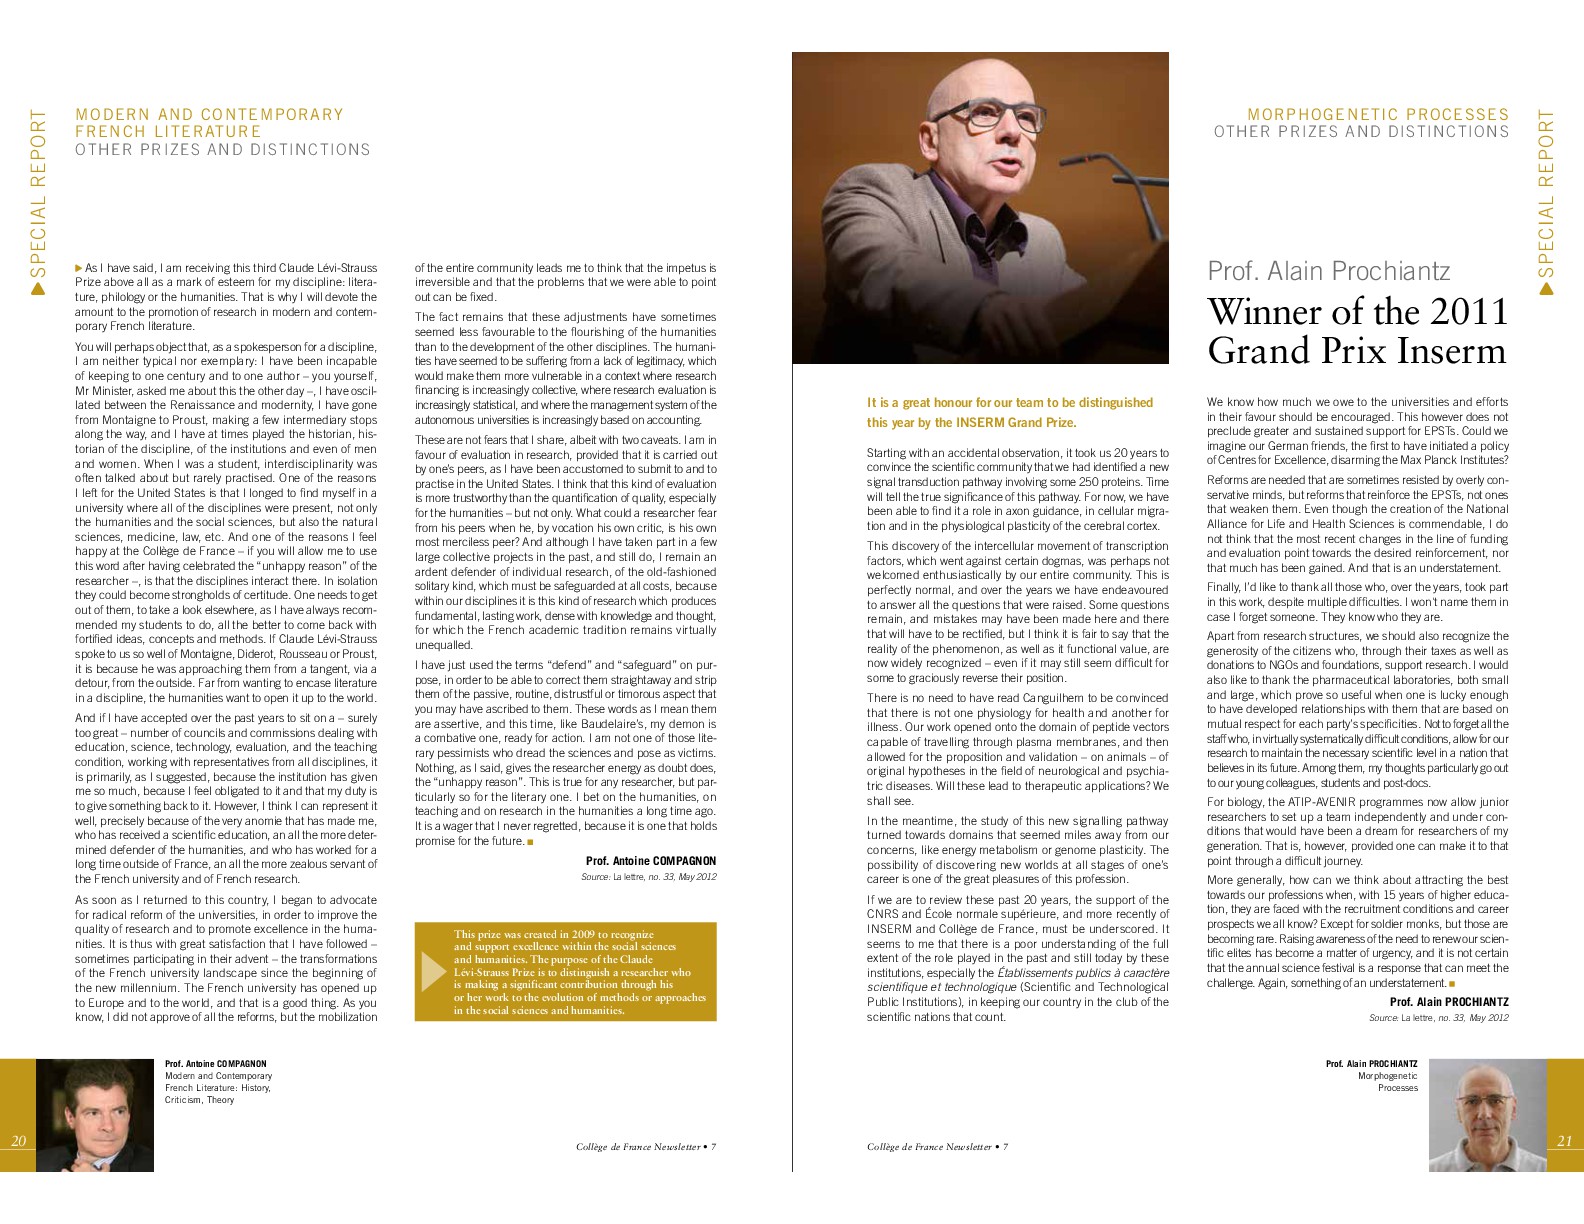 SPECIAL REPORT
MODERN AND CONTEMPORARY
FRENCH LITERATURE
OTHER PRIZES AND DISTINCTIONS
As I have said, I am receiving this third Claude Lévi-Strauss
Prize above all as a mark of esteem for my discipline: litera-
ture, philology or the humanities. That is why I will devote the
amount to the promotion of research in modern and contem-
porary French literature.
You will perhaps object that, as a spokesperson for a discipline,
I am neither typical nor exemplary: I have been incapable
of keeping to one century and to one author – you yourself,
Mr Minister, asked me about this the other day –, I have oscil-
lated between the Renaissance and modernity, I have gone
from Montaigne to Proust, making a few intermediary stops
along the way, and I have at times played the historian, his-
torian of the discipline, of the institutions and even of men
and women. When I was a student, interdisciplinarity was
often talked about but rarely practised. One of the reasons
I left for the United States is that I longed to find myself in a
university where all of the disciplines were present, not only
the humanities and the social sciences, but also the natural
sciences, medicine, law, etc. And one of the reasons I feel
happy at the Collège de France – if you will allow me to use
this word after having celebrated the “unhappy reason” of the
researcher –, is that the disciplines interact there. In isolation
they could become strongholds of certitude. One needs to get
out of them, to take a look elsewhere, as I have always recom-
mended my students to do, all the better to come back with
fortified ideas, concepts and methods. If Claude Lévi-Strauss
spoke to us so well of Montaigne, Diderot, Rousseau or Proust,
it is because he was approaching them from a tangent, via a
detour, from the outside. Far from wanting to encase literature
in a discipline, the humanities want to open it up to the world.
And if I have accepted over the past years to sit on a – surely
too great – number of councils and commissions dealing with
education, science, technology, evaluation, and the teaching
condition, working with representatives from all disciplines, it
is primarily, as I suggested, because the institution has given
me so much, because I feel obligated to it and that my duty is
to give something back to it. However, I think I can represent it
well, precisely because of the very anomie that has made me,
who has received a scientific education, an all the more deter-
mined defender of the humanities, and who has worked for a
long time outside of France, an all the more zealous servant of
the French university and of French research.
As soon as I returned to this country, I began to advocate
for radical reform of the universities, in order to improve the
quality of research and to promote excellence in the huma-
nities. It is thus with great satisfaction that I have followed –
sometimes participating in their advent – the transformations
of the French university landscape since the beginning of
the new millennium. The French university has opened up
to Europe and to the world, and that is a good thing. As you
know, I did not approve of all the reforms, but the mobilization
of the entire community leads me to think that the impetus is
irreversible and that the problems that we were able to point
out can be fixed.
The fact remains that these adjustments have sometimes
seemed less favourable to the flourishing of the humanities
than to the development of the other disciplines. The humani-
ties have seemed to be suffering from a lack of legitimacy, which
would make them more vulnerable in a context where research
financing is increasingly collective, where research evaluation is
increasingly statistical, and where the management system of the
autonomous universities is increasingly based on accounting.
These are not fears that I share, albeit with two caveats. I am in
favour of evaluation in research, provided that it is carried out
by one’s peers, as I have been accustomed to submit to and to
practise in the United States. I think that this kind of evaluation
is more trustworthy than the quantification of quality, especially
for the humanities – but not only. What could a researcher fear
from his peers when he, by vocation his own critic, is his own
most merciless peer? And although I have taken part in a few
large collective projects in the past, and still do, I remain an
ardent defender of individual research, of the old-fashioned
solitary kind, which must be safeguarded at all costs, because
within our disciplines it is this kind of research which produces
fundamental, lasting work, dense with knowledge and thought,
for which the French academic tradition remains virtually
unequalled.
I have just used the terms “defend” and “safeguard” on pur-
pose, in order to be able to correct them straightaway and strip
them of the passive, routine, distrustful or timorous aspect that
you may have ascribed to them. These words as I mean them
are assertive, and this time, like Baudelaire’s, my demon is
a combative one, ready for action. I am not one of those lite-
rary pessimists who dread the sciences and pose as victims.
Nothing, as I said, gives the researcher energy as doubt does,
the “unhappy reason”. This is true for any researcher, but par-
ticularly so for the literary one. I bet on the humanities, on
teaching and on research in the humanities a long time ago.
It is a wager that I never regretted, because it is one that holds
promise for the future.
Prof. Antoine COMPAGNON
Source: La lettre, no. 33, May 2012
This prize was created in 2009 to recognize
and support excellence within the social sciences
and humanities. The purpose of the Claude
Lévi-Strauss Prize is to distinguish a researcher who
is making a significant contribution through his
or her work to the evolution of methods or approaches
in the social sciences and humanities.
Prof. Antoine COMPAGNON
Modern and Contemporary
French Literature: History,
Criticism, Theory
20
Collège de France Newsletter • 7
MORPHOGENETIC PROCESSES
OTHER PRIZES AND DISTINCTIONS
SPECIAL REPORT
Prof. Alain Prochiantz
Winner of the 2011
Grand Prix Inserm
It is a great honour for our team to be distinguished
this year by the INSERM Grand Prize.
Starting with an accidental observation, it took us 20 years to
convince the scientific community that we had identified a new
signal transduction pathway involving some 250 proteins. Time
will tell the true significance of this pathway. For now, we have
been able to find it a role in axon guidance, in cellular migra-
tion and in the physiological plasticity of the cerebral cortex.
This discovery of the intercellular movement of transcription
factors, which went against certain dogmas, was perhaps not
welcomed enthusiastically by our entire community. This is
perfectly normal, and over the years we have endeavoured
to answer all the questions that were raised. Some questions
remain, and mistakes may have been made here and there
that will have to be rectified, but I think it is fair to say that the
reality of the phenomenon, as well as it functional value, are
now widely recognized – even if it may still seem difficult for
some to graciously reverse their position.
There is no need to have read Canguilhem to be convinced
that there is not one physiology for health and another for
illness. Our work opened onto the domain of peptide vectors
capable of travelling through plasma membranes, and then
allowed for the proposition and validation – on animals – of
original hypotheses in the field of neurological and psychia-
tric diseases. Will these lead to therapeutic applications? We
shall see.
In the meantime, the study of this new signalling pathway
turned towards domains that seemed miles away from our
concerns, like energy metabolism or genome plasticity. The
possibility of discovering new worlds at all stages of one’s
career is one of the great pleasures of this profession.
If we are to review these past 20 years, the support of the
CNRS and École normale supérieure, and more recently of
INSERM and Collège de France, must be underscored. It
seems to me that there is a poor understanding of the full
extent of the role played in the past and still today by these
institutions, especially the Établissements publics à caractère
scientifique et technologique (Scientific and Technological
Public Institutions), in keeping our country in the club of the
scientific nations that count.
We know how much we owe to the universities and efforts
in their favour should be encouraged. This however does not
preclude greater and sustained support for EPSTs. Could we
imagine our German friends, the first to have initiated a policy
of Centres for Excellence, disarming the Max Planck Institutes?
Reforms are needed that are sometimes resisted by overly con-
servative minds, but reforms that reinforce the EPSTs, not ones
that weaken them. Even though the creation of the National
Alliance for Life and Health Sciences is commendable, I do
not think that the most recent changes in the line of funding
and evaluation point towards the desired reinforcement, nor
that much has been gained. And that is an understatement.
Finally, I’d like to thank all those who, over the years, took part
in this work, despite multiple difficulties. I won’t name them in
case I forget someone. They know who they are.
Apart from research structures, we should also recognize the
generosity of the citizens who, through their taxes as well as
donations to NGOs and foundations, support research. I would
also like to thank the pharmaceutical laboratories, both small
and large, which prove so useful when one is lucky enough
to have developed relationships with them that are based on
mutual respect for each party’s specificities. Not to forget all the
staff who, in virtually systematically difficult conditions, allow for our
research to maintain the necessary scientific level in a nation that
believes in its future. Among them, my thoughts particularly go out
to our young colleagues, students and post-docs.
For biology, the ATIP-AVENIR programmes now allow junior
researchers to set up a team independently and under con-
ditions that would have been a dream for researchers of my
generation. That is, however, provided one can make it to that
point through a difficult journey.
More generally, how can we think about attracting the best
towards our professions when, with 15 years of higher educa-
tion, they are faced with the recruitment conditions and career
prospects we all know? Except for soldier monks, but those are
becoming rare. Raising awareness of the need to renew our scien-
tific elites has become a matter of urgency, and it is not certain
that the annual science festival is a response that can meet the
challenge. Again, something of an understatement.
Prof. Alain PROCHIANTZ
Source: La lettre, no. 33, May 2012
Prof. Alain PROCHIANTZ
Morphogenetic
Processes
Collège de France Newsletter • 7
21